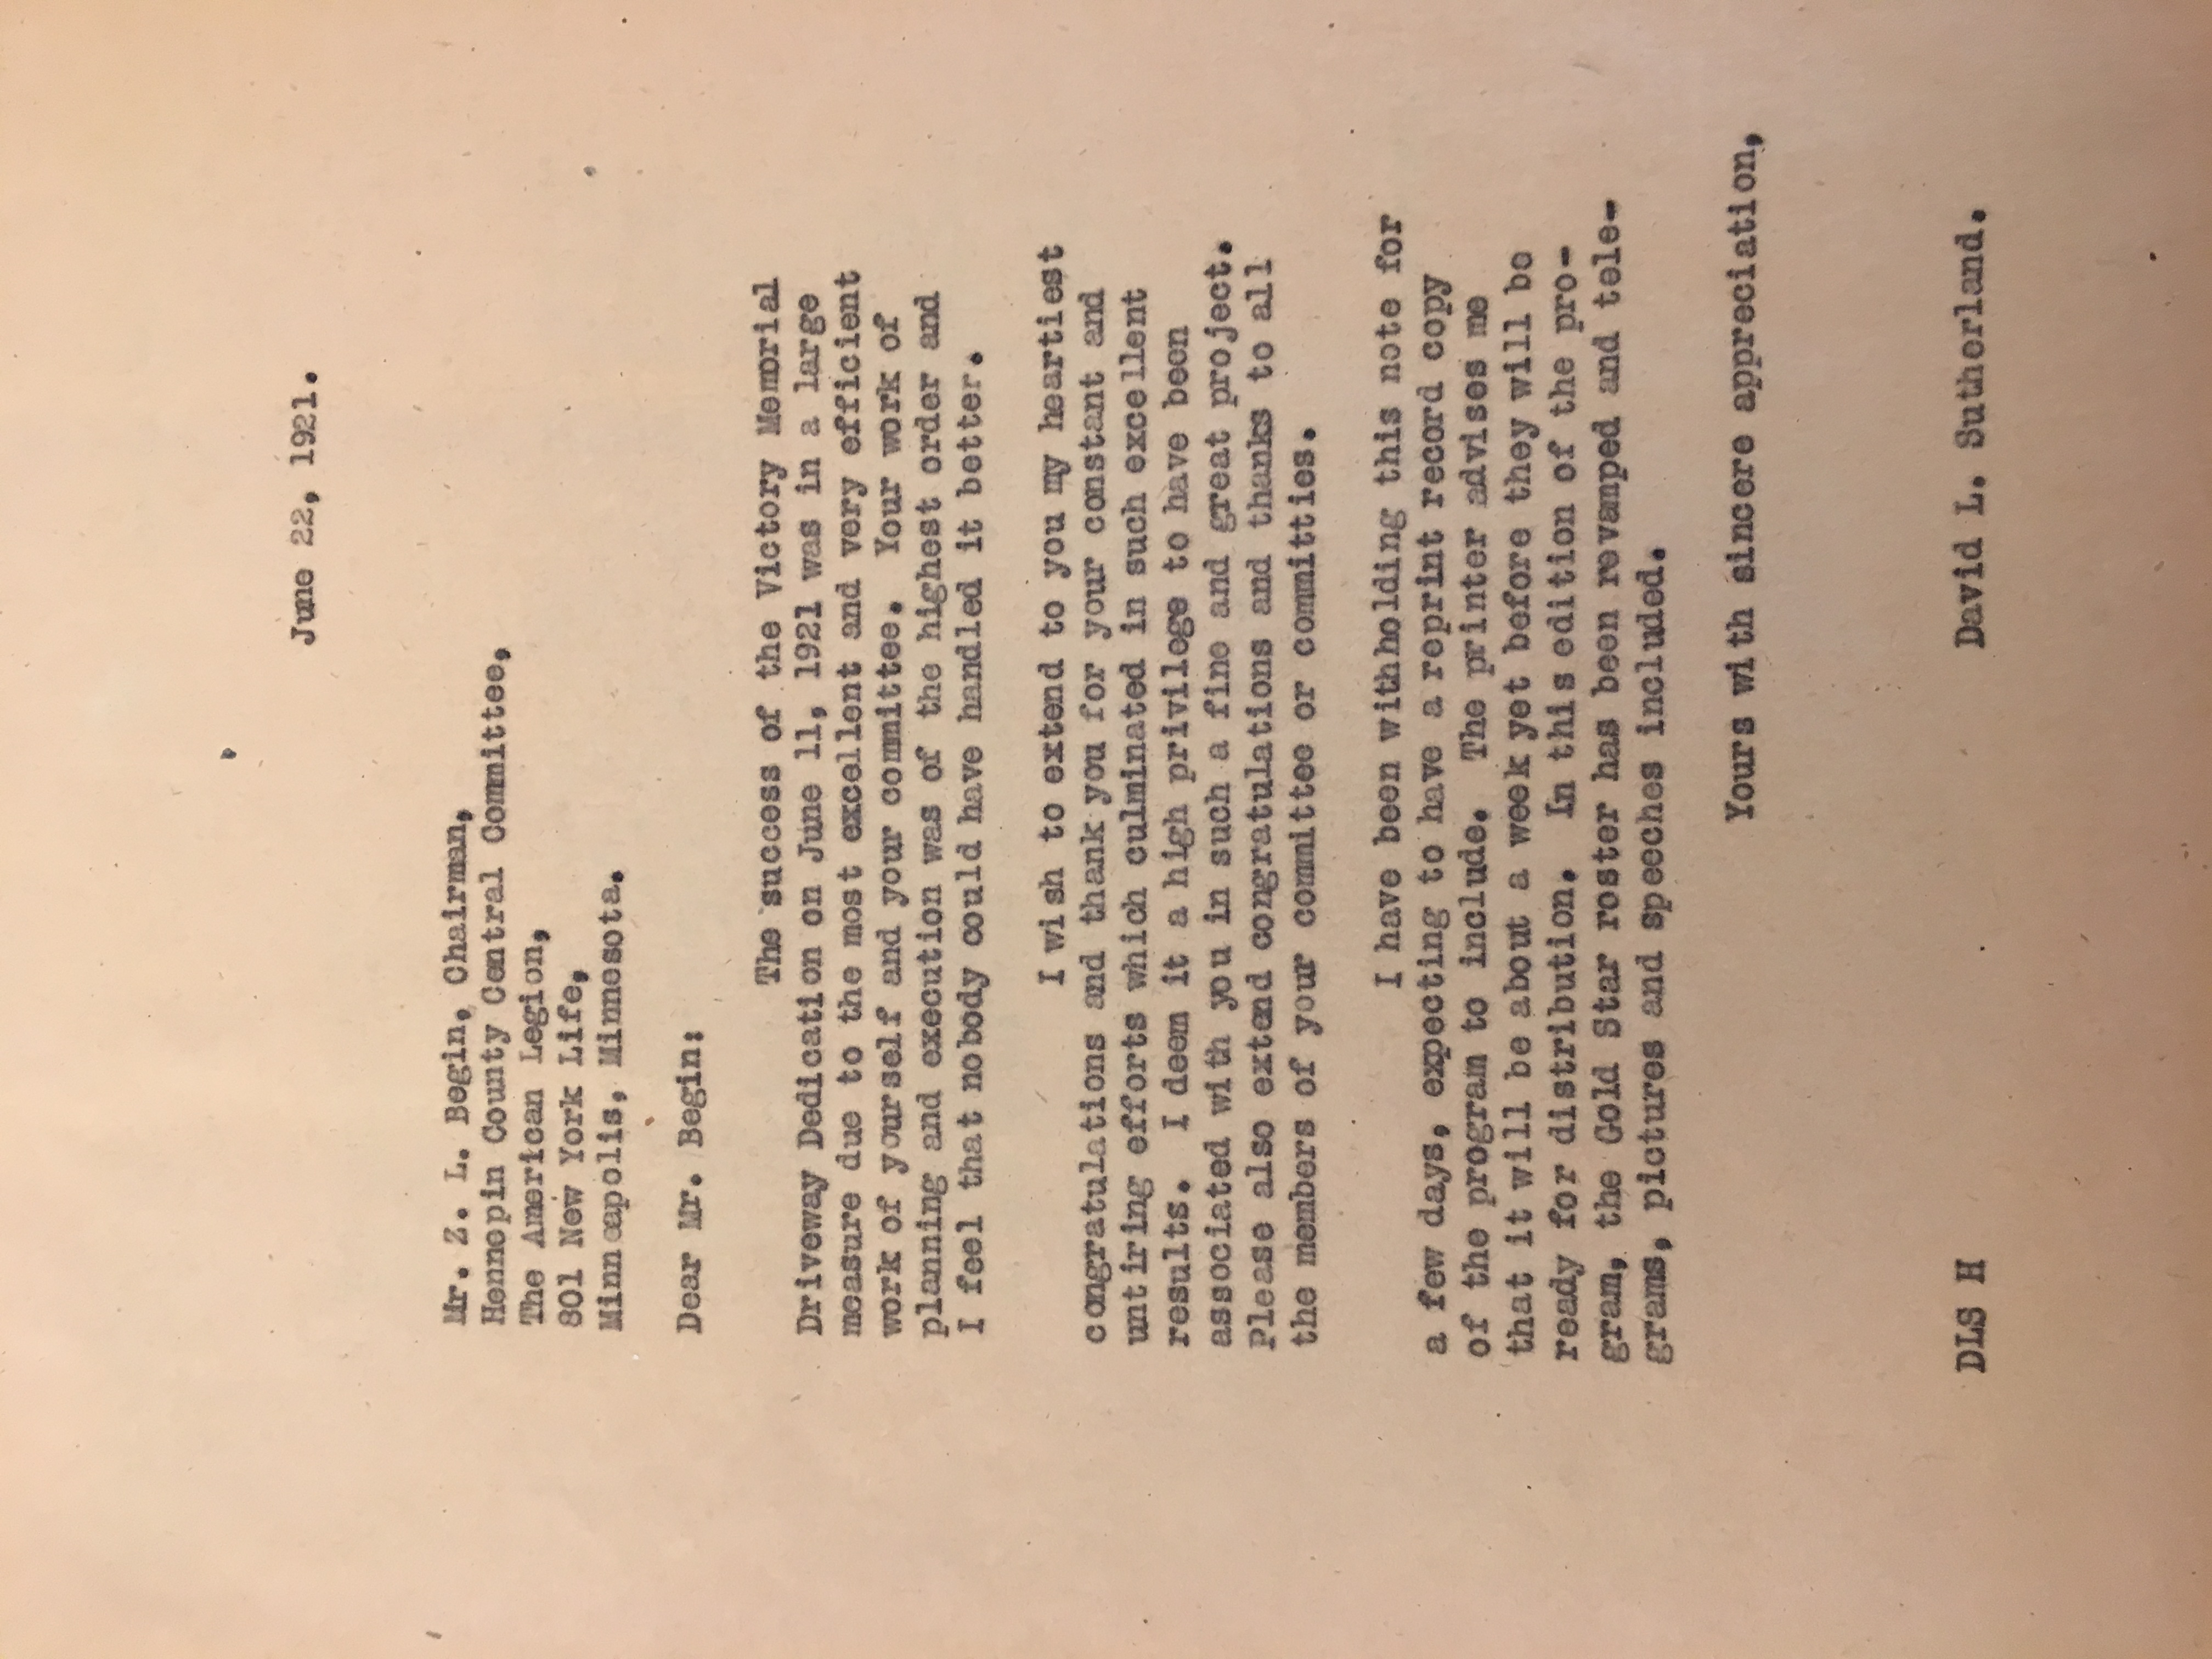 June 22, 1921.
Mr. Z. L. Begin, Chairman,
Hennepin County Central Committee,
The American Legion,
801 New York Life,
Minneapolis, Minnesota.
Dear Mr. Begin:
The success of the Victory Memorial
Driveway Dedication on June 11, 1921 was in a large
measure due to the most excellent and very efficient
work of yourself and your committee. Your work of
planning and execution was of the highest order and
I feel that nobody could have handled it better.
I wish to extend to you my heartiest
congratulations and thank you for your constant and
untiring efforts which culminated in such excellent
results. I deem it a high privilege to have been
associated with you in such a fine and great project.
Please also extend congratulations and thanks to all
the members of your committee or committies.
I have been withholding this note for
a few days, expecting to have a reprint record copy
of the program to include. The printer advises me
that it will be about a week yet before they will be
ready for distribution. In this edition of the pro-
gram, the Gold Star roster has been revamped and tele-
grams, pictures and speeches included.
Yours with sincere appreciation,
DLS H David L. Sutherland.